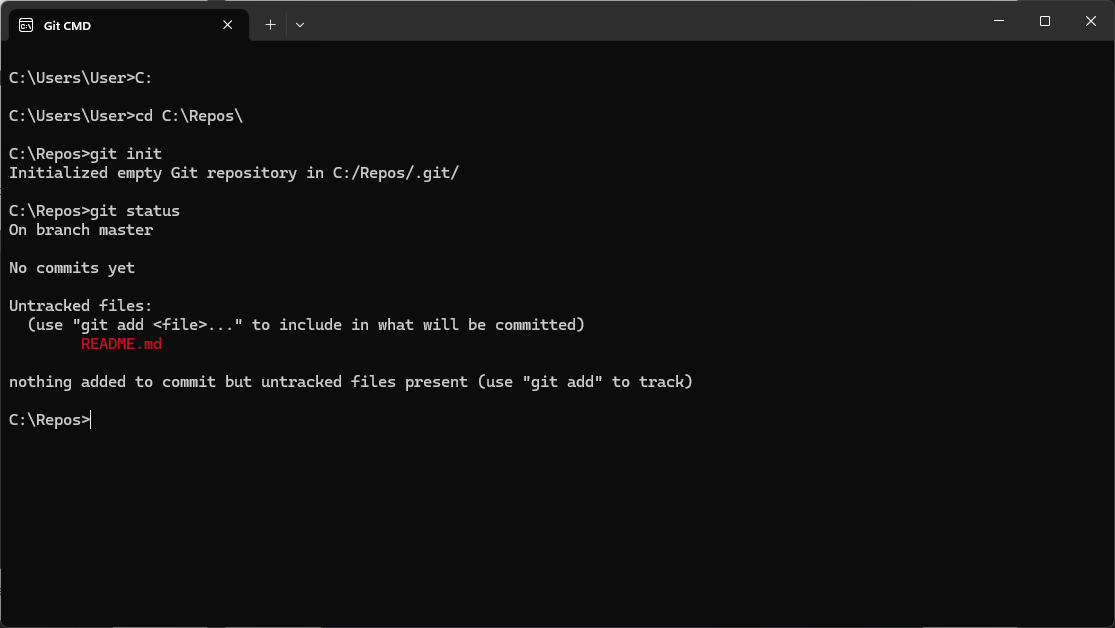 Git CMD
C:\Users\User>C:
C:\Users\User>cd C:\Repos\
C:\Repos>git init
Initialized empty Git repository in C:/Repos/.git/
C:\Repos>git status
On branch master
No commits yet
Untracked files:
  (use "git add <file>..." to include in what will be committed)
        README.md
nothing added to commit but untracked files present (use "git add" to track)
C:\Repos>